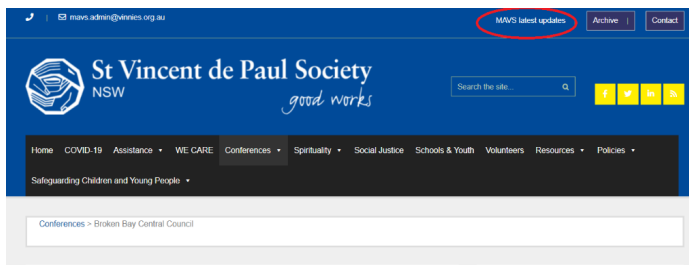 mavs.admin@vinnies.org.au
MAVS latest updates
Archive |
Contact
St Vincent de Paul Society
NSW
good works
Search the site...
Home COVID-19 Assistance WE CARE Conferences Spirituality Social Justice Schools & Youth Volunteers Resources Policies
Safeguarding Children and Young People
Conferences > Broken Bay Central Council